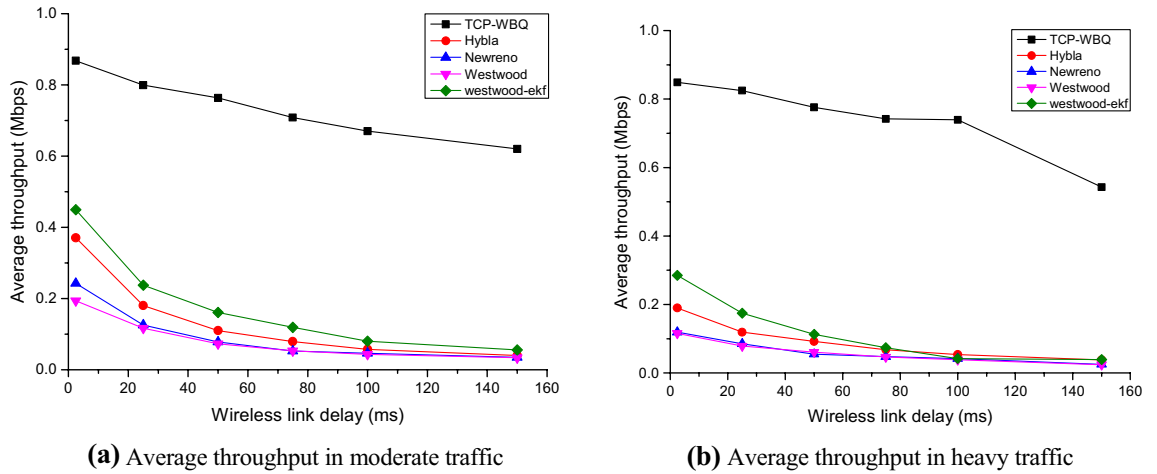 1.0
0.8
0.6
0.4
0.2
0.0
Average throughput (Mbps)
0 20 40 60 80 100 120 140 160
Wireless link delay (ms)
TCP-WBQ
Hybla
Newreno
Westwood
westwood-ekf
(a) Average throughput in moderate traffic
1.0
0.8
0.6
0.4
0.2
0.0
Average throughput (Mbps)
0 20 40 60 80 100 120 140 160
Wireless link delay (ms)
TCP-WBQ
Hybla
Newreno
Westwood
westwood-ekf
(b) Average throughput in heavy traffic